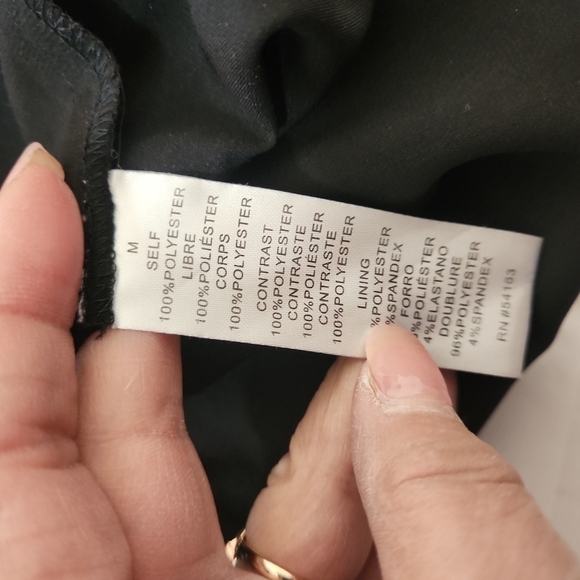 M
SELF
100%POLYESTER
LIBRE
100%POLIÉSTER
CORPS
100%POLYESTER
CONTRAST
100%POLYESTER
CONTRASTE
100%POLIÉSTER
CONTRASTE
100%POLYESTER
LINING
%POLYESTER
%SPANDEX
FORRO
%POLIÉSTER
4%ELASTANO
DOUBLURE
96%POLYESTER
4%SPANDEX
RN#54163